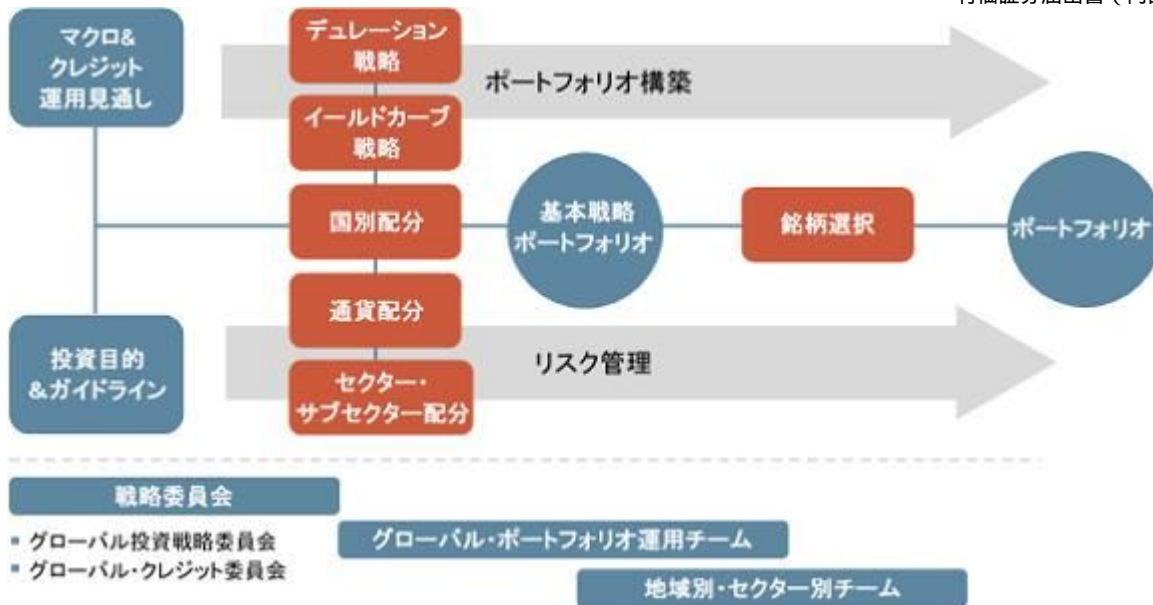 有価証券届出書(内
マクロ&
クレジット
運用見通し
デュレーション
戦略
ポートフォリオ構築
イールドカーブ
戦略
国別配分
基本戦略
ポートフォリオ
銘柄選択
ポートフォリオ
通貨配分
投資目的
&ガイドライン
リスク管理
セクター・
サブセクター配分
戦略委員会
▪ グローバル投資戦略委員会
▪ グローバル・クレジット委員会
グローバル・ポートフォリオ運用チーム
地域別・セクター別チーム